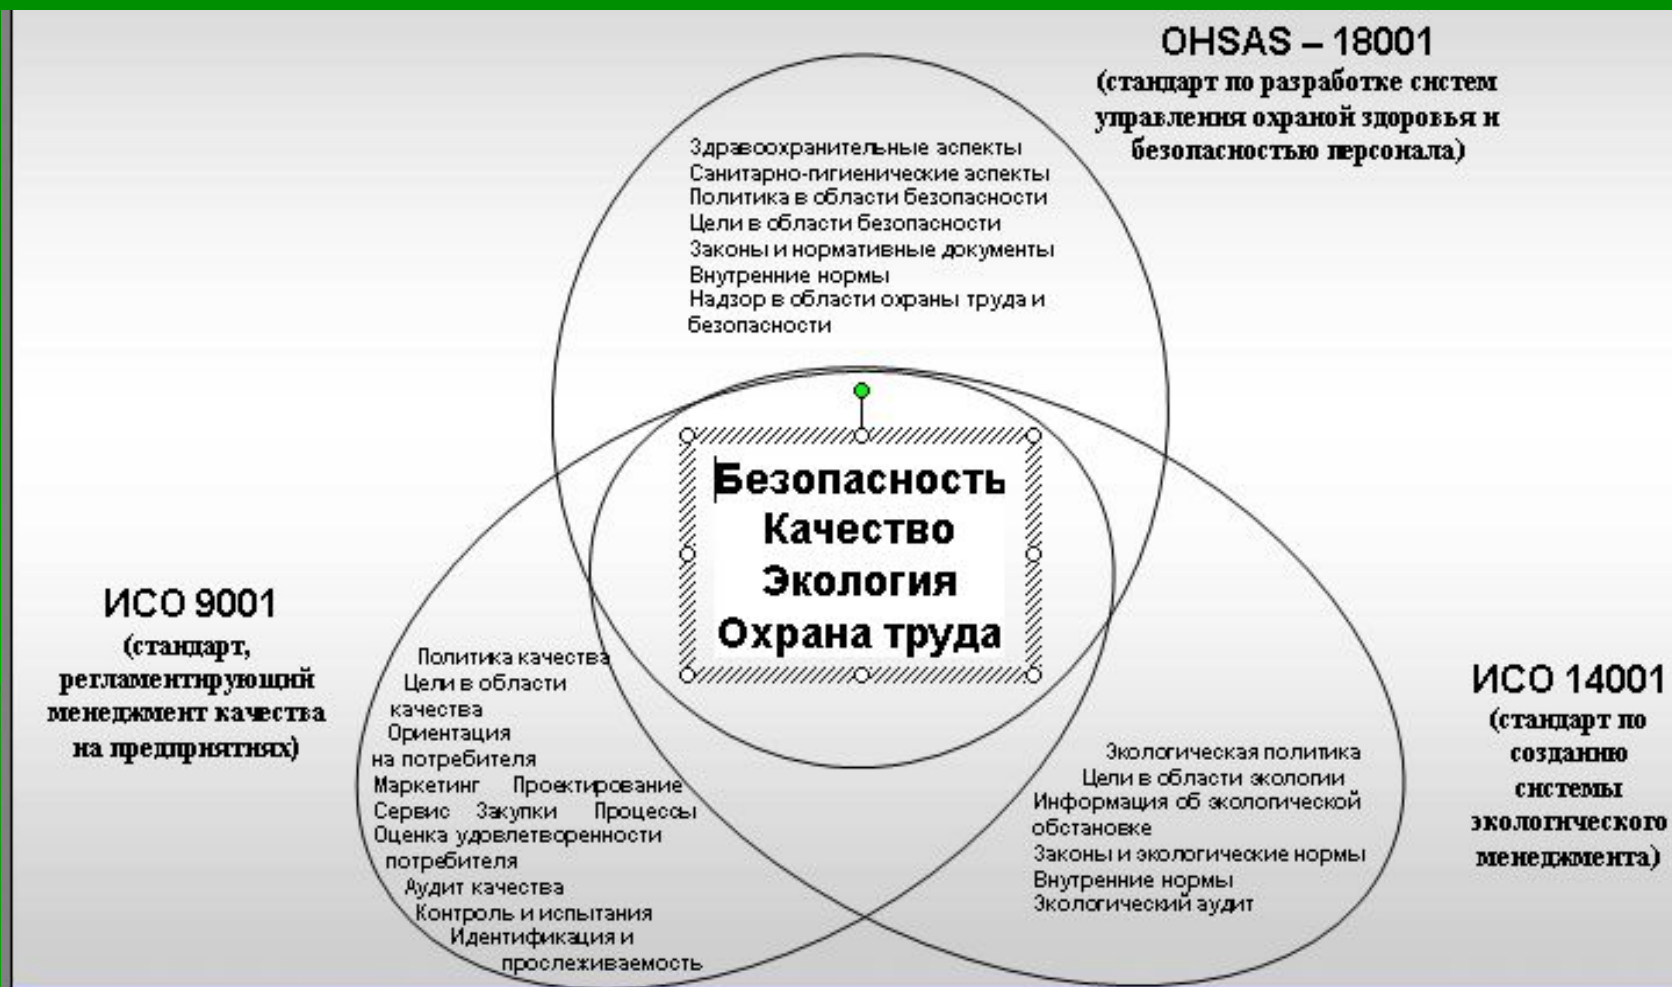 OHSAS – 18001
(стандарт по разработке систем
управления охраной здоровья и
безопасностью персонала)
Здравоохранительные аспекты
Санитарно-гигиенические аспекты
Политика в области безопасности
Цели в области безопасности
Законы и нормативные документы
Внутренние нормы
Надзор в области охраны труда и
безопасности
Безопасность
Качество
Экология
Охрана труда
ИСО 9001
(стандарт,
регламентирующий
менеджмент качества
на предприятиях)
Политика качества
Цели в области
качества
Ориентация
на потребителя
Маркетинг Проектирование
Сервис Закупки Процессы
Оценка удовлетворенности
потребителя
Аудит качества
Контроль и испытания
Идентификация и
прослеживаемость
Экологическая политика
Цели в области экологии
Информация об экологической
обстановке
Законы и экологические нормы
Внутренние нормы
Экологический аудит
ИСО 14001
(стандарт по
созданию
системы
экологического
менеджмента)